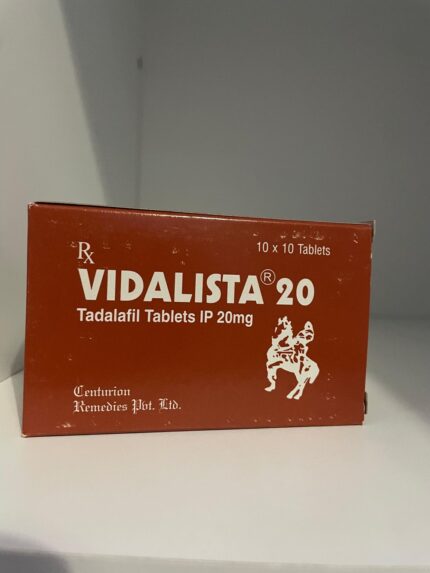 Rx
10 x 10 Tablets
VIDALISTA® 20
Tadalafil Tablets IP 20mg
Centurion
Remedies Pvt. Ltd.